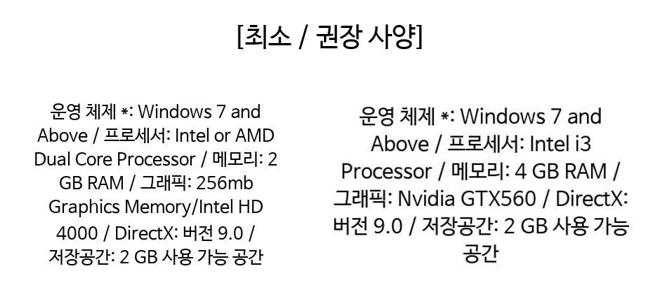 [최소 / 권장 사양]
운영 체제 *: Windows 7 and
Above / 프로세서: Intel or AMD
Dual Core Processor / 메모리: 2
GB RAM / 그래픽: 256mb
Graphics Memory/Intel HD
4000 / DirectX: 버전 9.0 /
저장공간: 2 GB 사용 가능 공간
운영 체제 *: Windows 7 and
Above / 프로세서: Intel i3
Processor / 메모리: 4 GB RAM /
그래픽: Nvidia GTX560 / DirectX:
버전 9.0 / 저장공간: 2 GB 사용 가능
공간